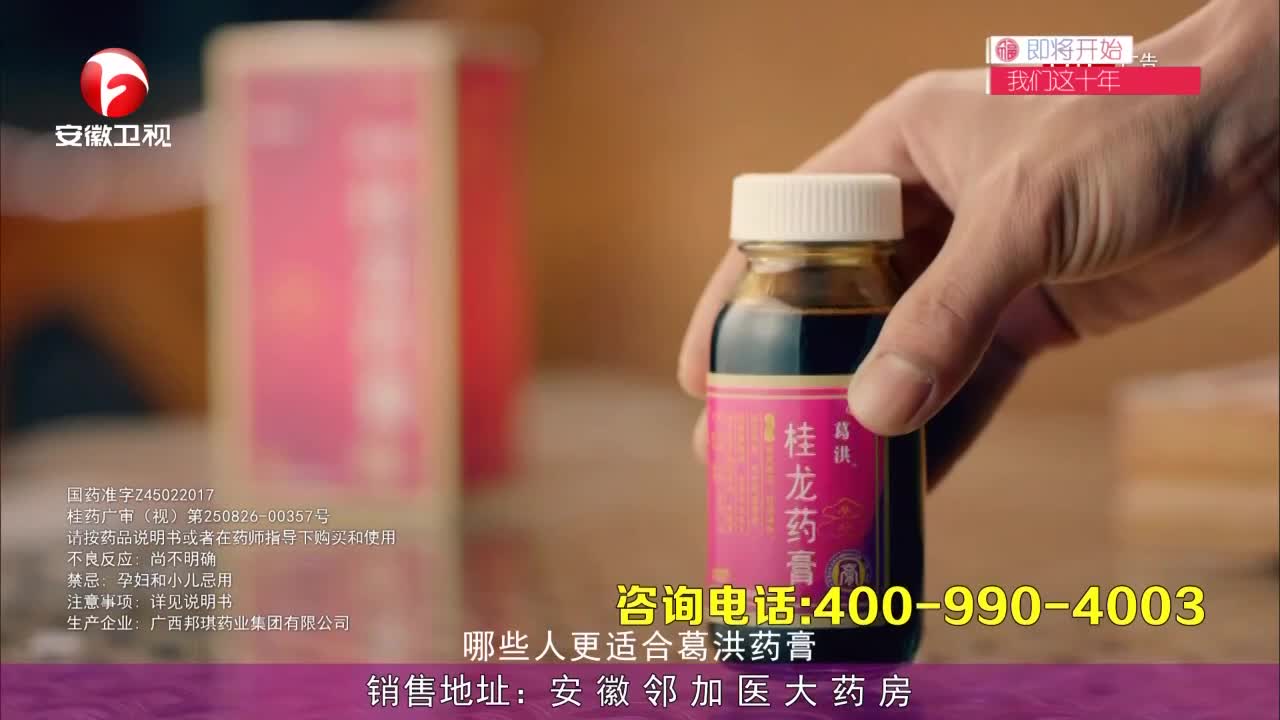 安徽卫视
即将开始
广告
我们这十年
葛洪
桂龙药膏
国药准字Z45022017
桂药广审（视）第250826-00357号
请按药品说明书或者在药师指导下购买和使用
不良反应：尚不明确
禁忌：孕妇和小儿忌用
注意事项：详见说明书
生产企业：广西邦琪药业集团有限公司
咨询电话:400-990-4003
哪些人更适合葛洪药膏
销售地址：安徽邻加医大药房